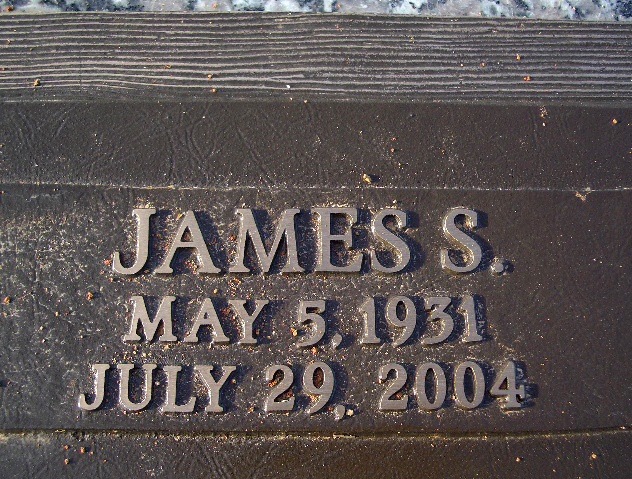 JAMES S.
MAY 5, 1931
JULY 29, 2004